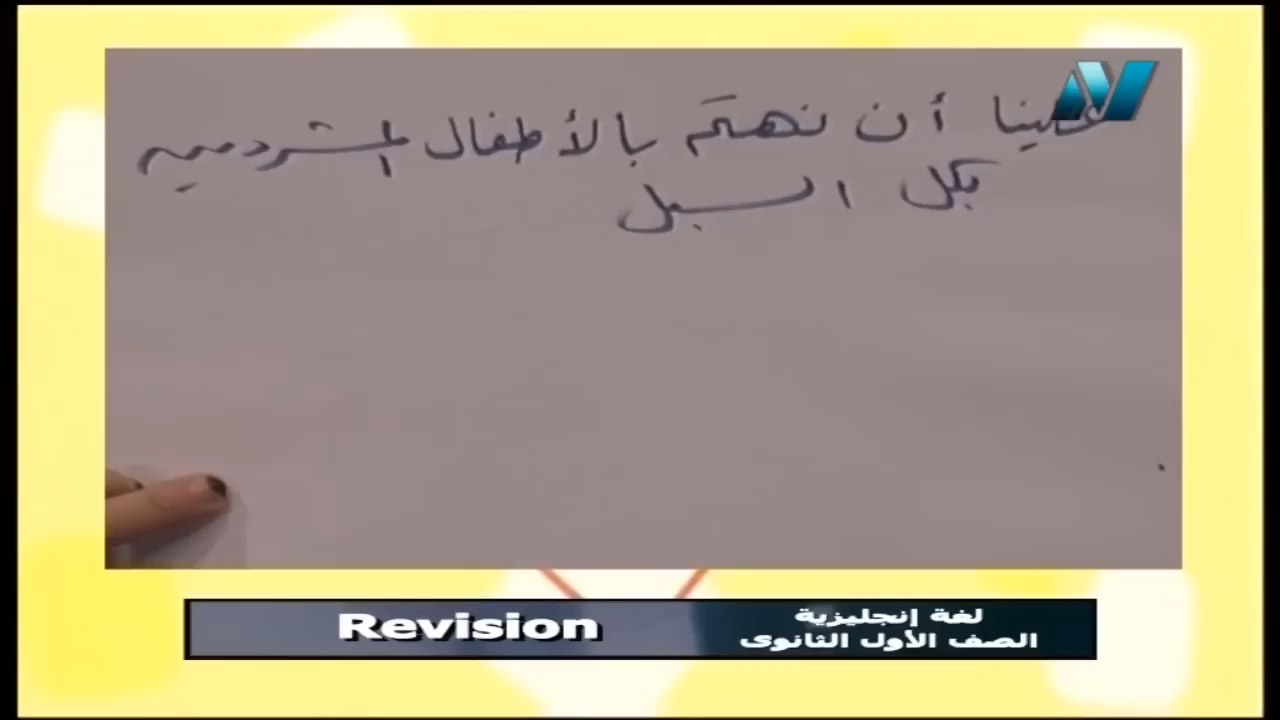 علينا أن نهتم بالأطفال المشردين
بكل السبل
Revision
لغة إنجليزية
الصف الأول الثانوى